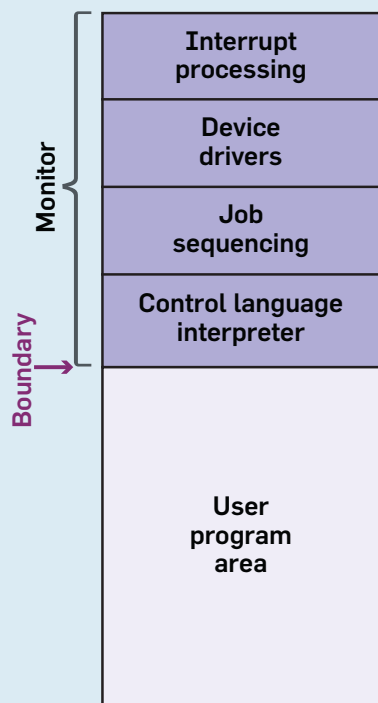 Interrupt
processing
Device
drivers
Monitor
Job
sequencing
Control language
interpreter
Boundary
User
program
area